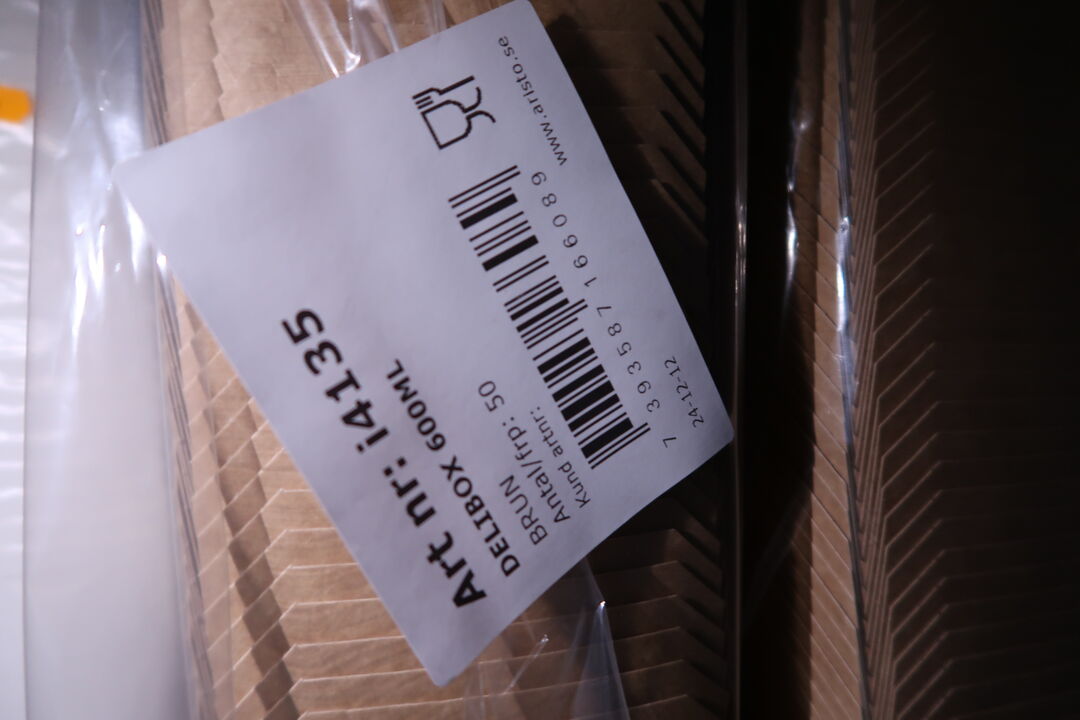 Art nr: i4135
DELIBOX 600ML
BRUN
Antal/frp: 50
Kund artnr:
7 393587 166089
24-12-12
www.aristo.se